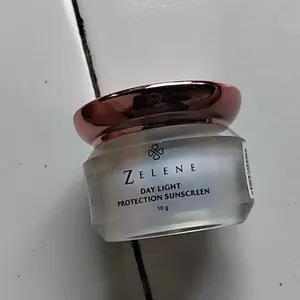 ZELENE
DAY LIGHT
PROTECTION SUNSCREEN
10 g